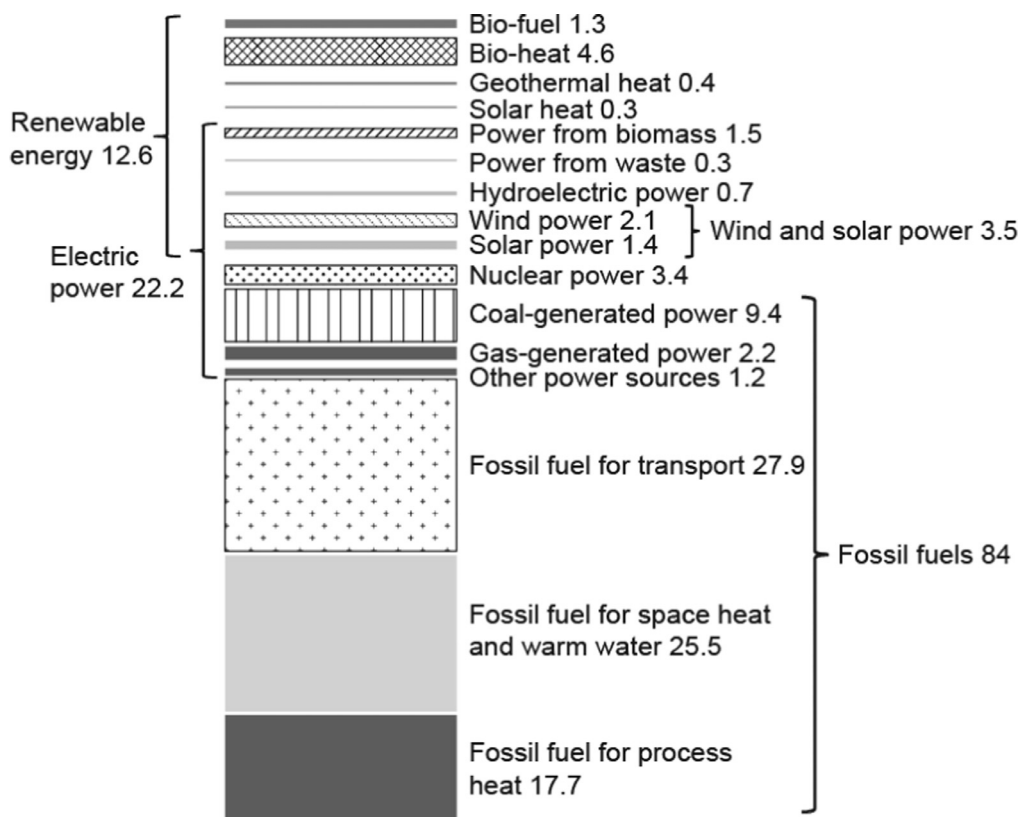 Bio-fuel 1.3
Bio-heat 4.6
Geothermal heat 0.4
Solar heat 0.3
Renewable
energy 12.6
Power from biomass 1.5
Power from waste 0.3
Hydroelectric power 0.7
Wind power 2.1
Solar power 1.4
Wind and solar power 3.5
Electric
power 22.2
Nuclear power 3.4
Coal-generated power 9.4
Gas-generated power 2.2
Other power sources 1.2
Fossil fuel for transport 27.9
Fossil fuels 84
Fossil fuel for space heat
and warm water 25.5
Fossil fuel for process
heat 17.7